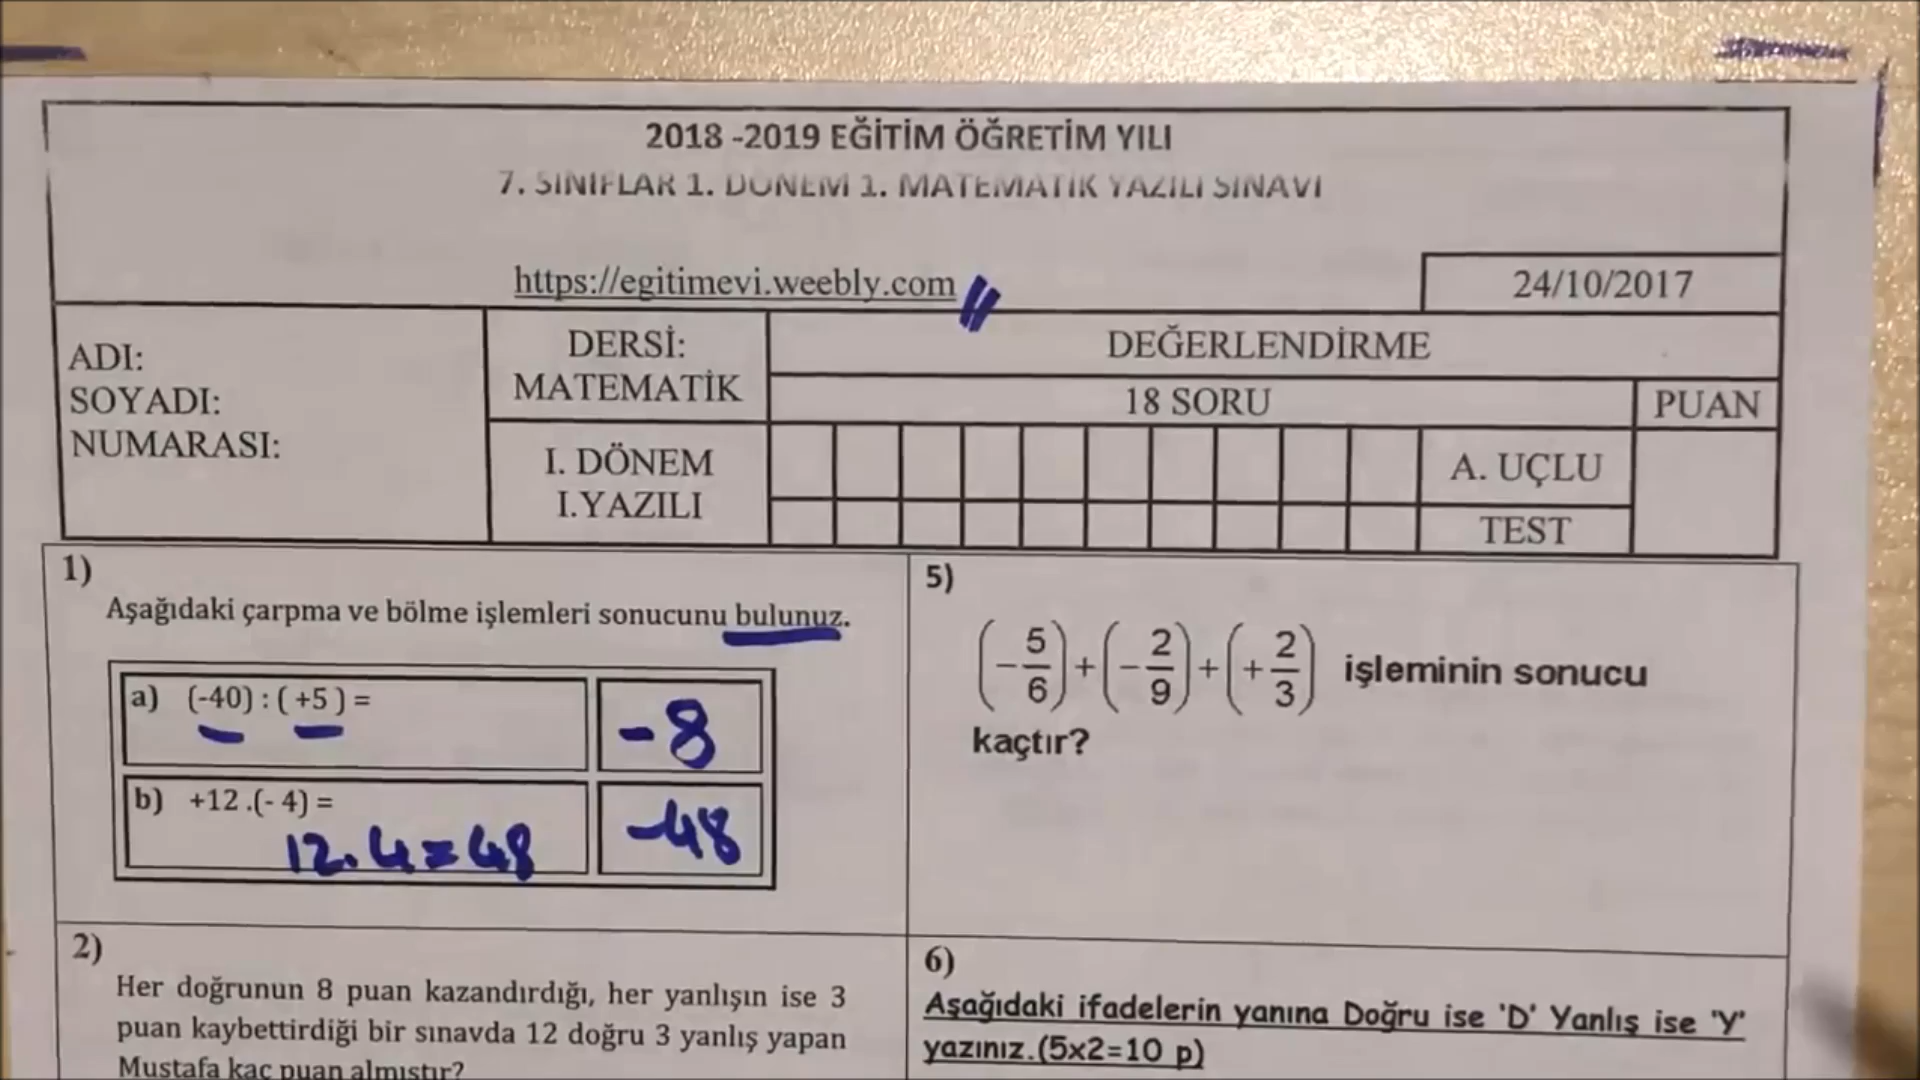 2018 -2019 EĞİTİM ÖĞRETİM YILI
7. SINIFLAR 1. DÖNEM 1. MATEMATİK YAZILI SINAVI
https://egitimevi.weebly.com
24/10/2017
ADI:
SOYADI:
NUMARASI:
DERSİ:
MATEMATİK
I. DÖNEM
I.YAZILI
DEĞERLENDİRME
18 SORU
PUAN
A. UÇLU
TEST
1)
Aşağıdaki çarpma ve bölme işlemleri sonucunu bulunuz.
a) (-40) : ( +5 ) =
-8
b) +12 .(- 4) =
12.4=48
-48
2)
Her doğrunun 8 puan kazandırdığı, her yanlışın ise 3
puan kaybettirdiği bir sınavda 12 doğru 3 yanlış yapan
Mustafa kaç puan almıştır?
5)
(-5/6)+(-2/9)+(+2/3) işleminin sonucu
kaçtır?
6)
Aşağıdaki ifadelerin yanına Doğru ise 'D' Yanlış ise 'Y'
yazınız.(5x2=10 p)